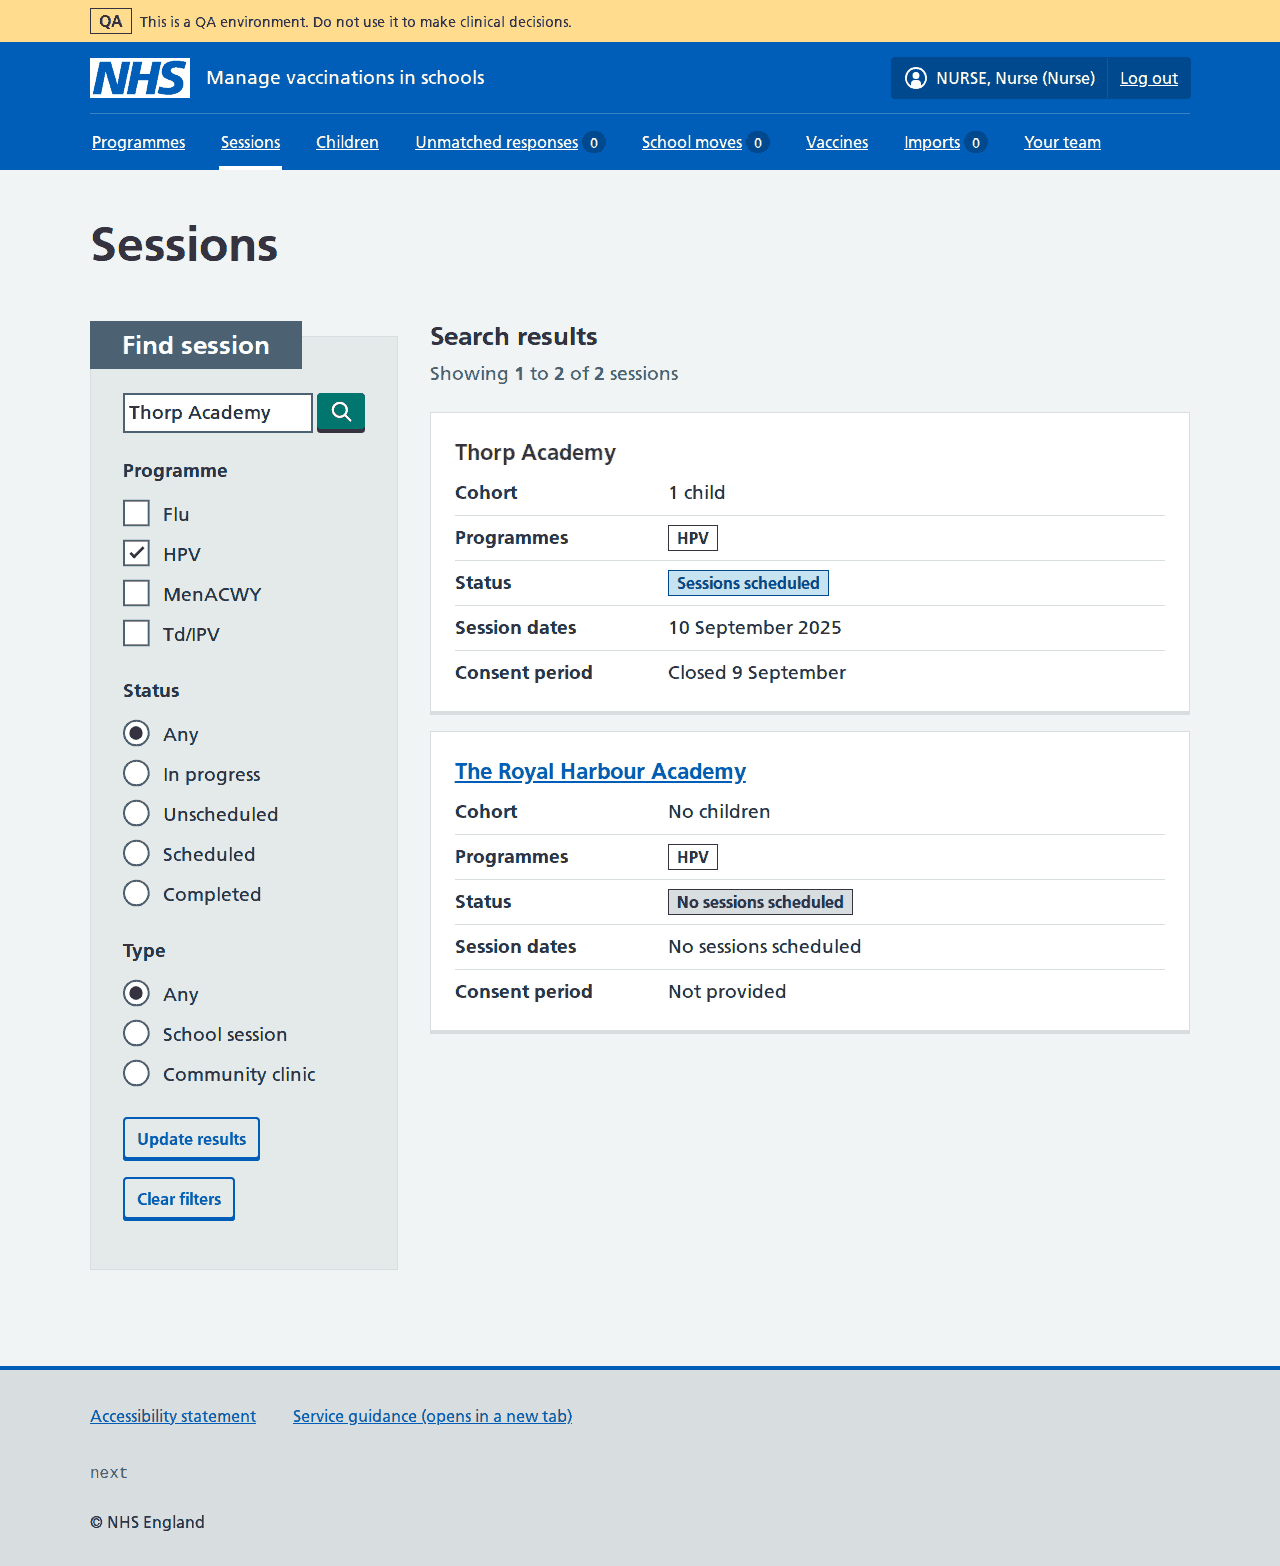 QA This is a QA environment. Do not use it to make clinical decisions.
NHS Manage vaccinations in schools NURSE, Nurse (Nurse) Log out
Programmes Sessions Children Unmatched responses 0 School moves 0 Vaccines Imports 0 Your team
Sessions
Find session
Thorp Academy
Programme
Flu
HPV
MenACWY
Td/IPV
Status
Any
In progress
Unscheduled
Scheduled
Completed
Type
Any
School session
Community clinic
Update results
Clear filters
Search results
Showing 1 to 2 of 2 sessions
Thorp Academy
Cohort 1 child
Programmes HPV
Status Sessions scheduled
Session dates 10 September 2025
Consent period Closed 9 September
The Royal Harbour Academy
Cohort No children
Programmes HPV
Status No sessions scheduled
Session dates No sessions scheduled
Consent period Not provided
Accessibility statement Service guidance (opens in a new tab)
next
© NHS England